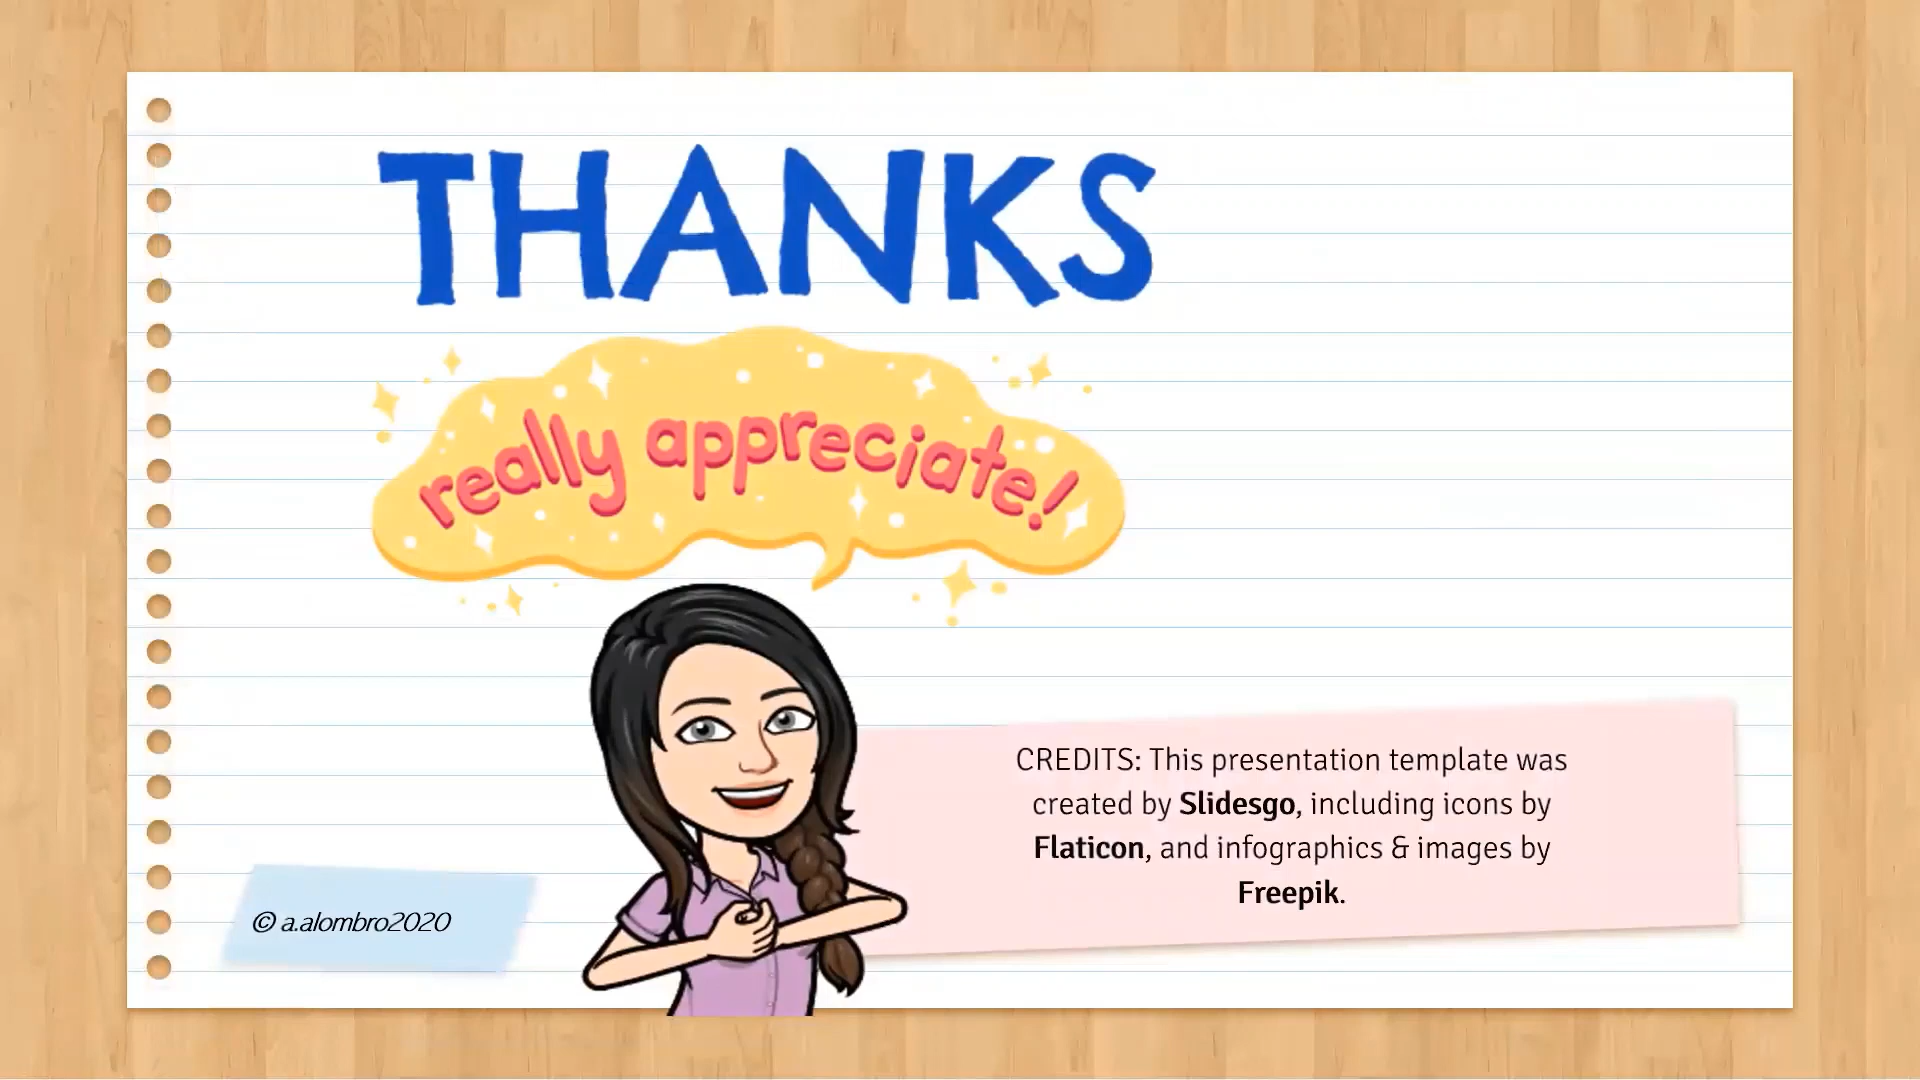 THANKS
really appreciate!
CREDITS: This presentation template was
created by Slidesgo, including icons by
Flaticon, and infographics & images by
Freepik.
© a.alombro2020